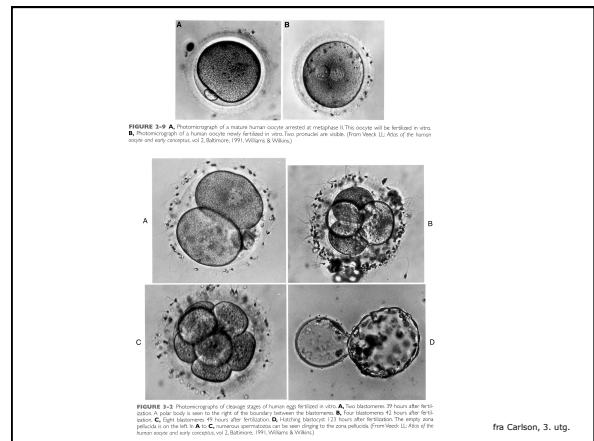 A
B
FIGURE 2–9 A, Photomicrograph of a mature human oocyte arrested at metaphase II. This oocyte will be fertilized in vitro.
B, Photomicrograph of a human oocyte newly fertilized in vitro. Two pronuclei are visible. (From Veeck LL: Atlas of the human
oocyte and early conceptus, vol 2, Baltimore, 1991, Williams & Wilkins.)
A
B
C
D
FIGURE 3–2 Photomicrographs of cleavage stages of human eggs fertilized in vitro. A, Two blastomeres 39 hours after fertil-
ization. A polar body is seen to the right of the boundary between the blastomeres. B, Four blastomeres 42 hours after fertil-
ization. C, Eight blastomeres 49 hours after fertilization. D, Hatching blastocyst 123 hours after fertilization. The empty zona
pellucida is on the left. In A to C, numerous spermatozoa can be seen clinging to the zona pellucida. (From Veeck LL: Atlas of the
human oocyte and early conceptus, vol 2, Baltimore, 1991, Williams & Wilkins.)
fra Carlson, 3. utg.